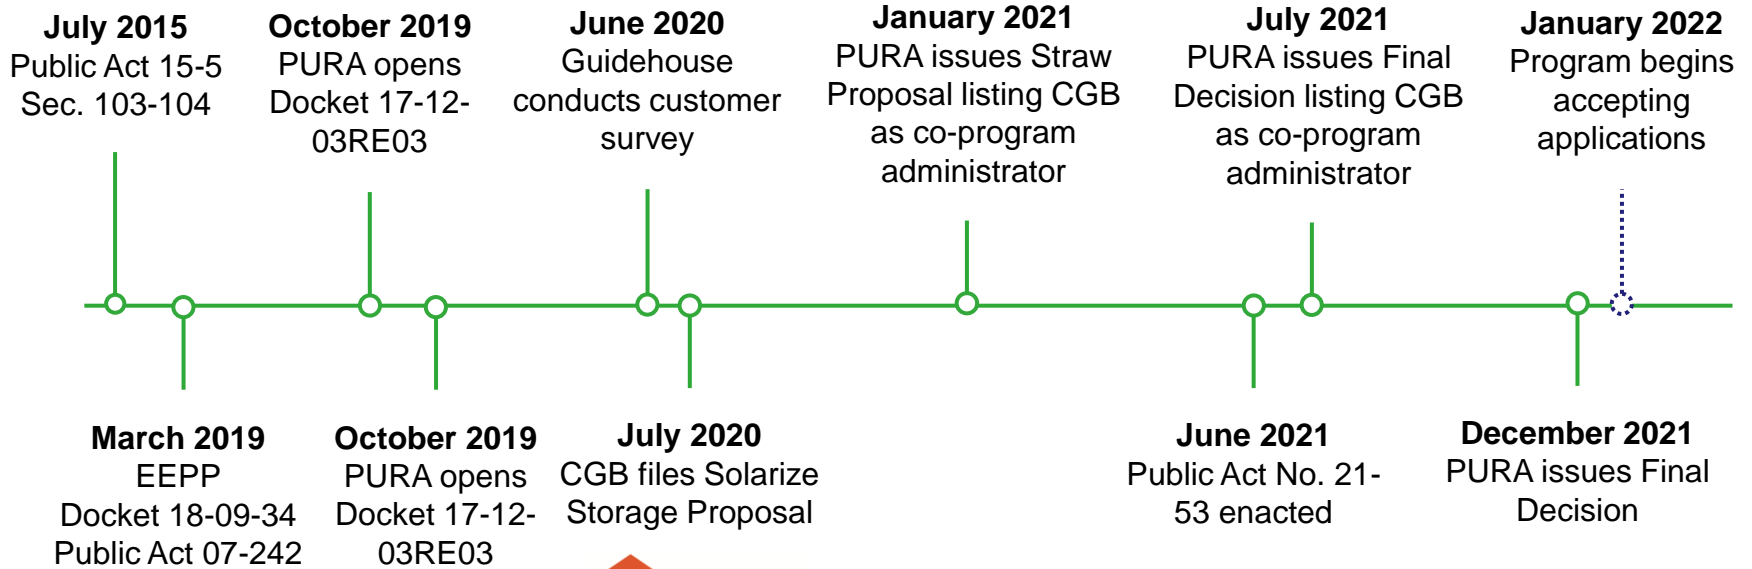 July 2015
Public Act 15-5
Sec. 103-104
October 2019
PURA opens
Docket 17-12-
03RE03
June 2020
Guidehouse
conducts customer
survey
January 2021
PURA issues Straw
Proposal listing CGB
as co-program
administrator
July 2021
PURA issues Final
Decision listing CGB
as co-program
administrator
January 2022
Program begins
accepting
applications
March 2019
EEPP
Docket 18-09-34
Public Act 07-242
October 2019
PURA opens
Docket 17-12-
03RE03
July 2020
CGB files Solarize
Storage Proposal
June 2021
Public Act No. 21-
53 enacted
December 2021
PURA issues Final
Decision